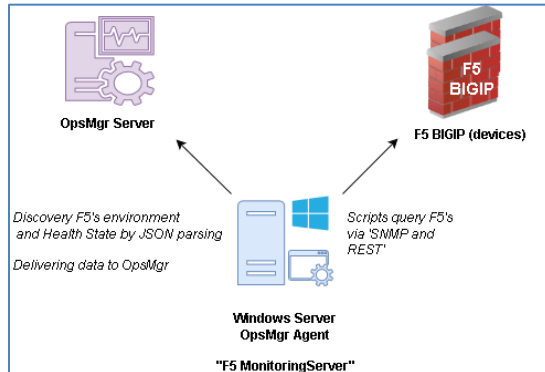 F5
BIGIP
OpsMgr Server
F5 BIGIP (devices)
Discovery F5's environment
and Health State by JSON parsing
Delivering data to OpsMgr
Scripts query F5's
via 'SNMP and
REST'
Windows Server
OpsMgr Agent
"F5 MonitoringServer"